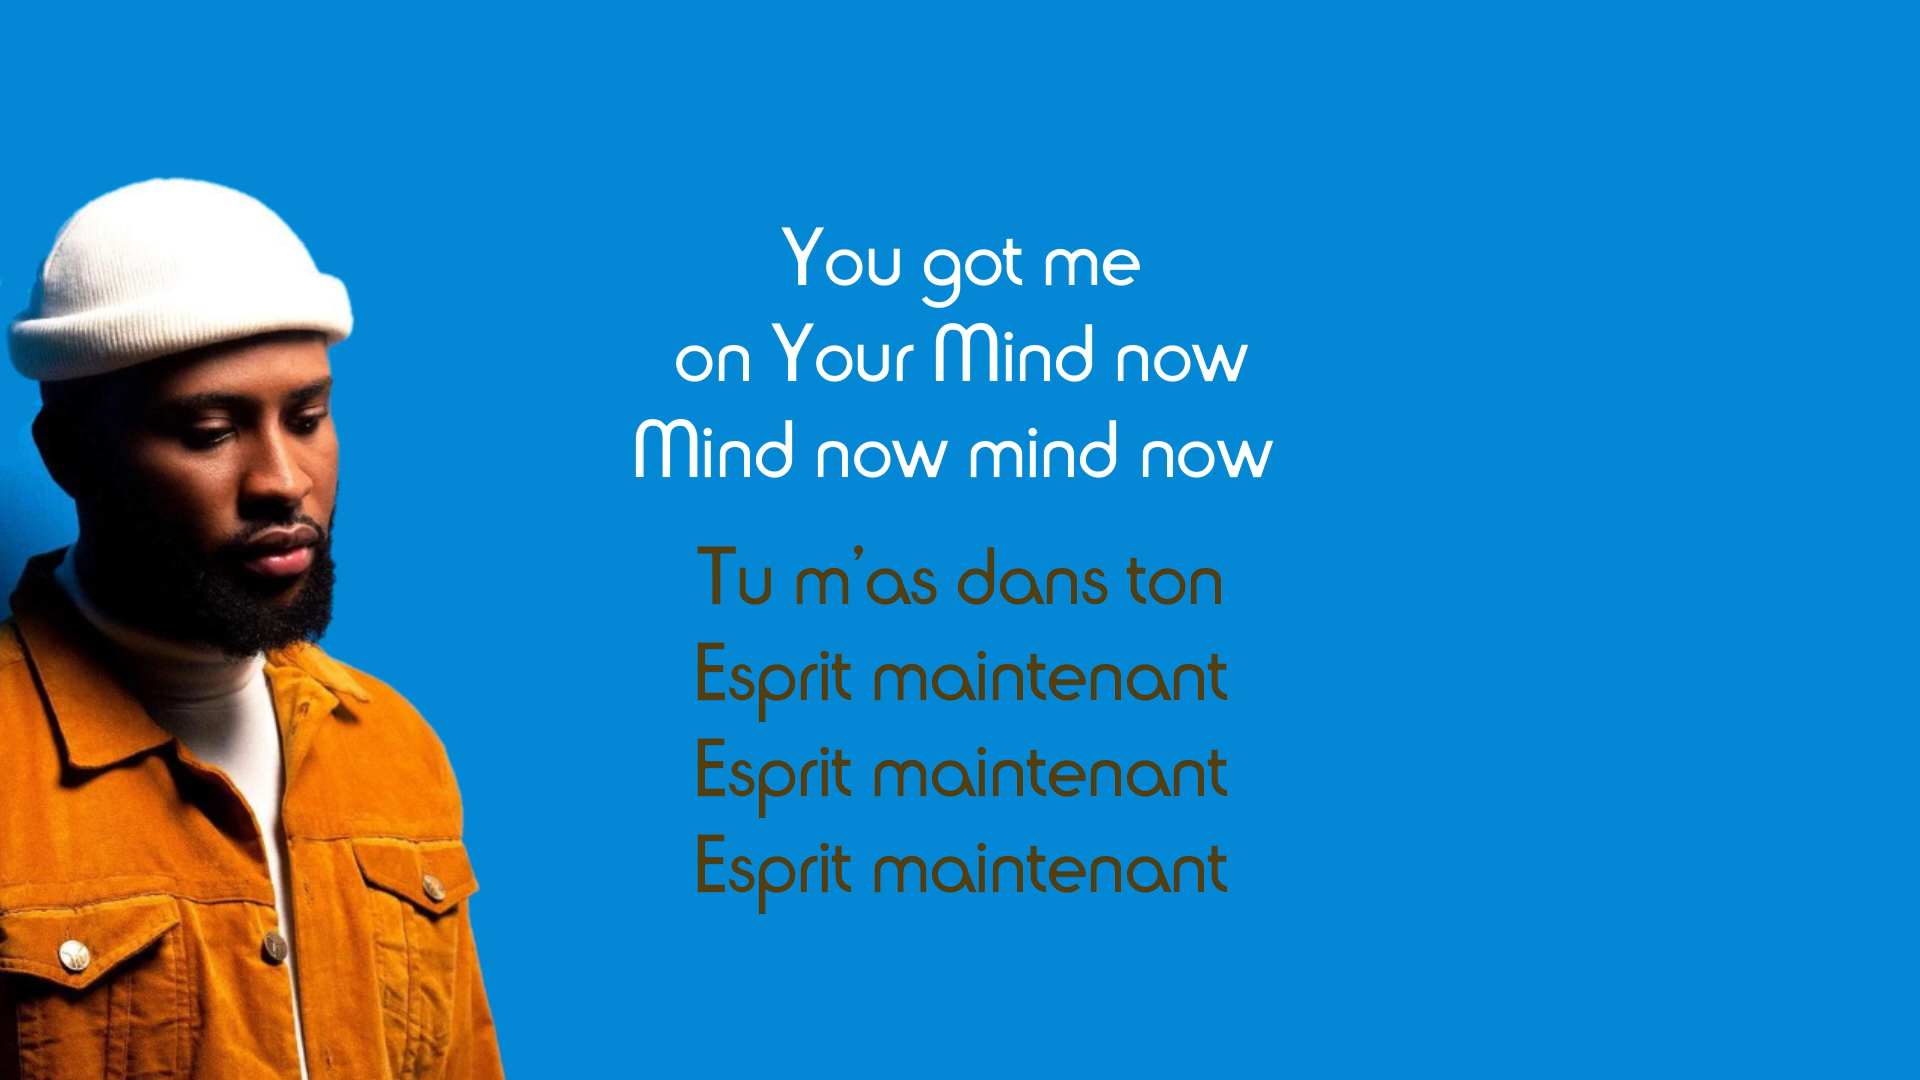 You got me
on Your Mind now
Mind now mind now
Tu m’as dans ton
Esprit maintenant
Esprit maintenant
Esprit maintenant